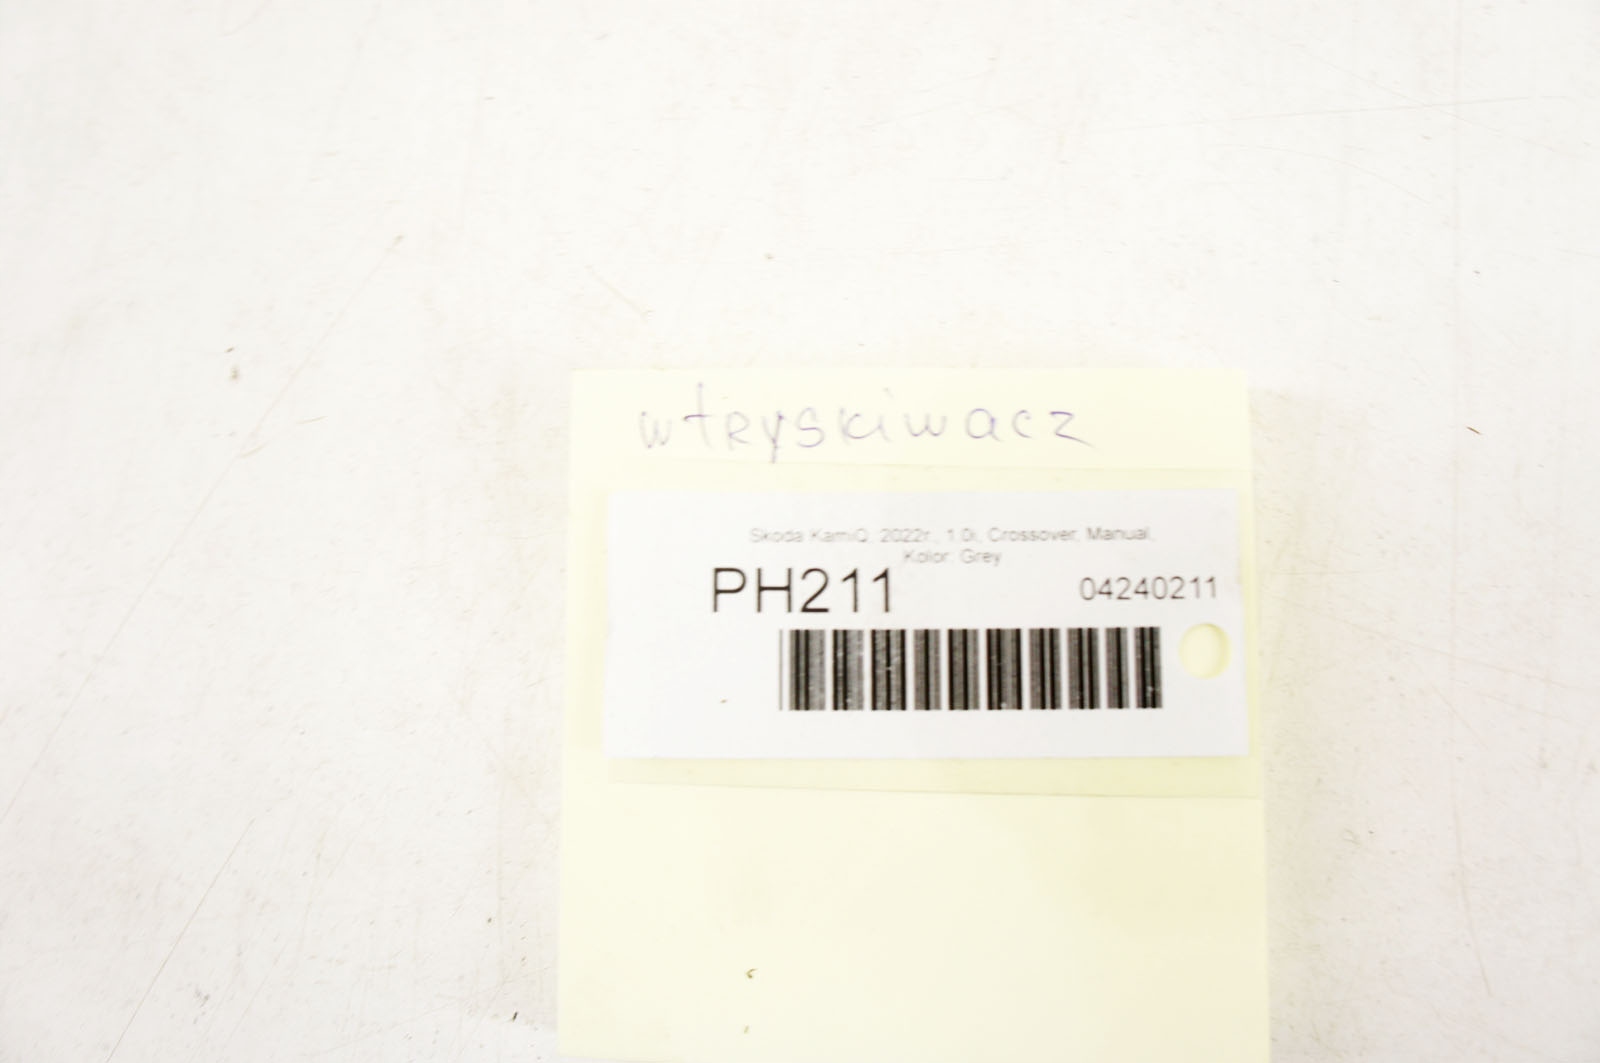 wtryskiwacz
Skoda KamiQ, 2022r., 1.0i, Crossover, Manual,
Kolor: Grey
PH211
04240211